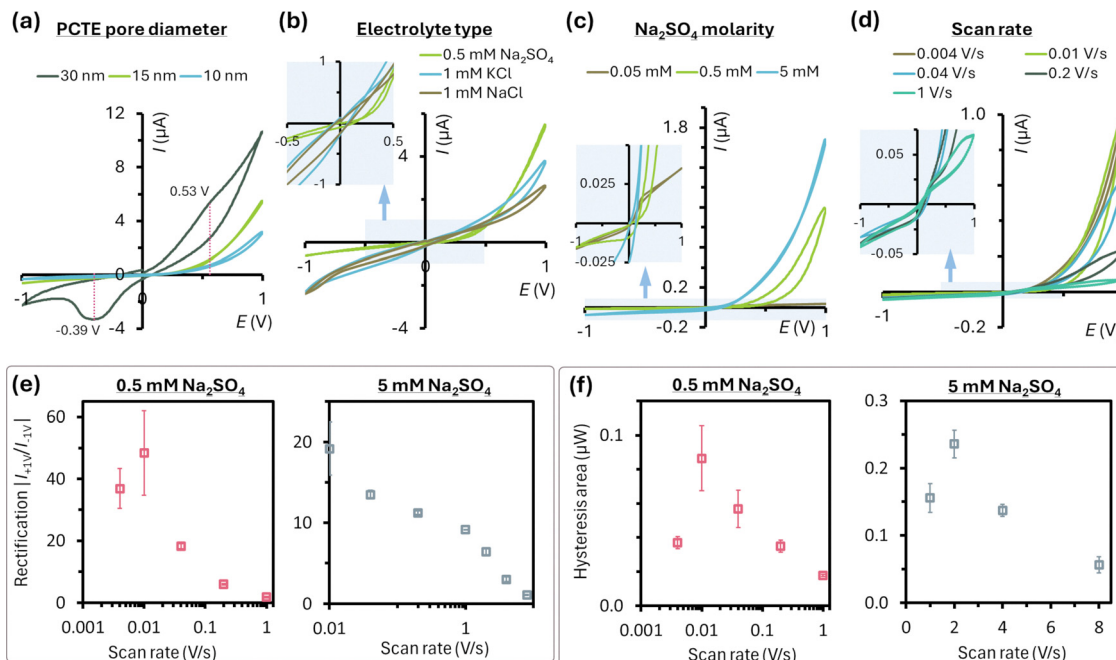 (a) PCTE pore diameter
30 nm 15 nm 10 nm
12
I (µA)
8
4
0
-4
-1
0
1
0.53 V
-0.39 V
E (V)
(b) Electrolyte type
0.5 mM Na₂SO₄
1 mM KCl
1 mM NaCl
1
-0.5
0.5
-1
I (µA)
4
-1
0
1
E (V)
-4
(c) Na₂SO₄ molarity
0.05 mM 0.5 mM 5 mM
I (µA)
1.8
0.025
-1
1
-0.025
0.2
-1
0
1
-0.2
E (V)
(d) Scan rate
0.004 V/s 0.01 V/s
0.04 V/s 0.2 V/s
1 V/s
1.0
I (µA)
0.05
-1
1
-0.05
-1
0
1
-0.2
E (V)
(e) 0.5 mM Na₂SO₄
Rectification |I+1V/I-1V|
60
40
20
0
0.001 0.01 0.1 1
Scan rate (V/s)
5 mM Na₂SO₄
20
10
0
0.01 0.1 1
Scan rate (V/s)
(f) 0.5 mM Na₂SO₄
Hysteresis area (µW)
0.1
0.0
0.001 0.01 0.1 1
Scan rate (V/s)
5 mM Na₂SO₄
0.3
0.2
0.1
0.0
0 2 4 6 8
Scan rate (V/s)